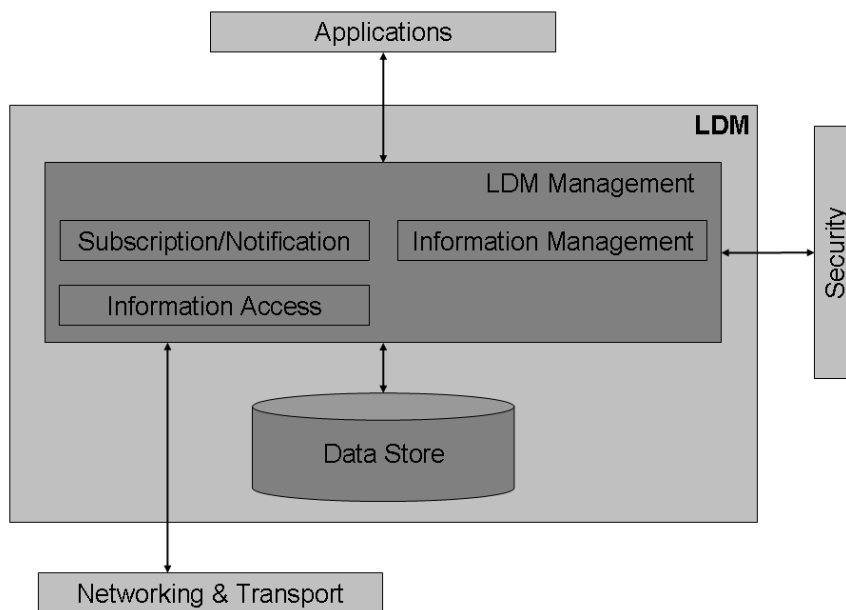 Applications
LDM
LDM Management
Subscription/Notification
Information Management
Security
Information Access
Data Store
Networking & Transport